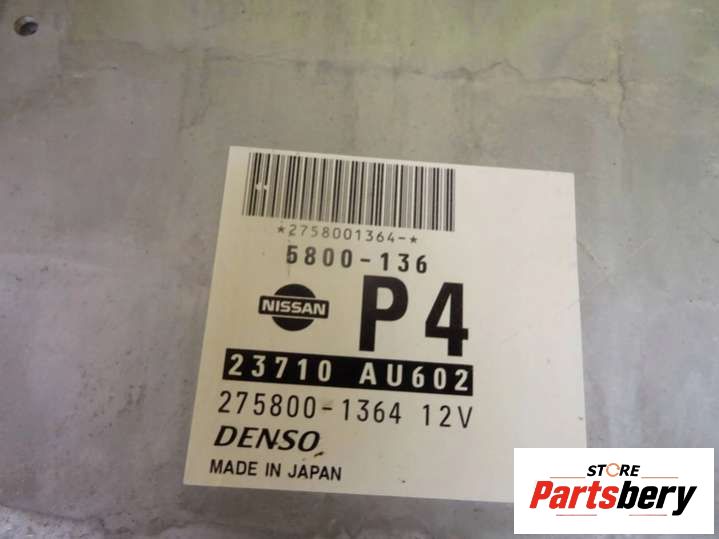 *2758001364-*
5800-136
NISSAN
P4
23710 AU602
275800-1364 12V
DENSO
MADE IN JAPAN
STORE
Partsbery